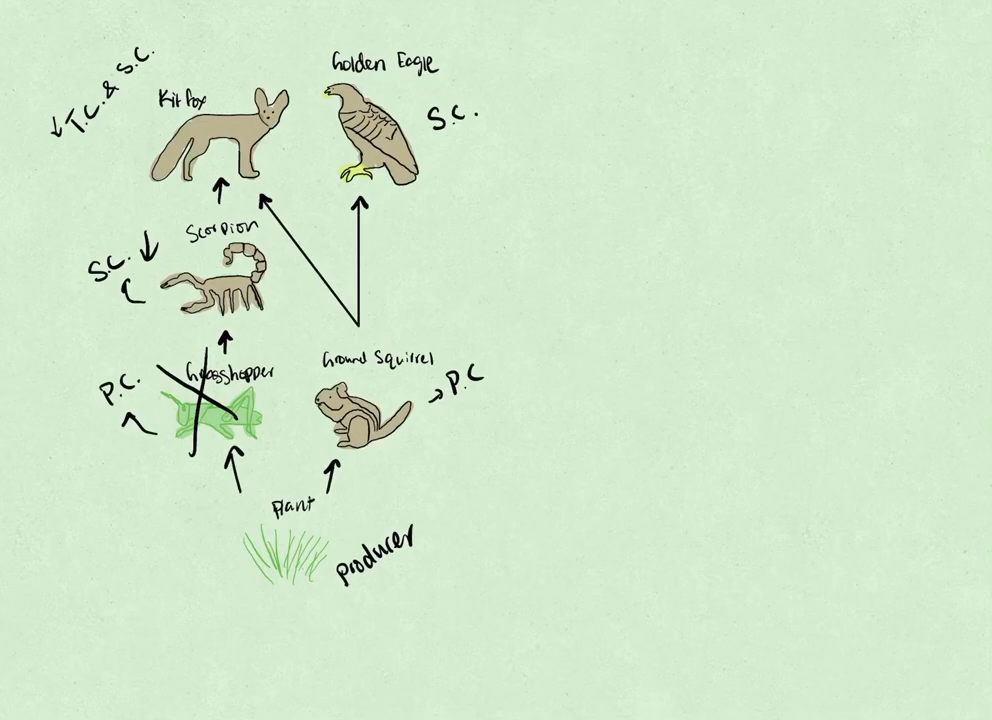 Golden Eagle
↓ T.C. & S.C.
Kit Fox
S.C.
Scorpion
S.C. ↓
Grasshopper
Ground Squirrel
P.C.
→ P.C
Plant
producer